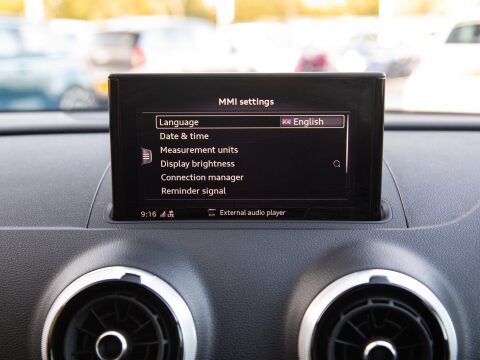 MMI settings
Language English
Date & time
Measurement units
Display brightness
Connection manager
Reminder signal
9:16 External audio player